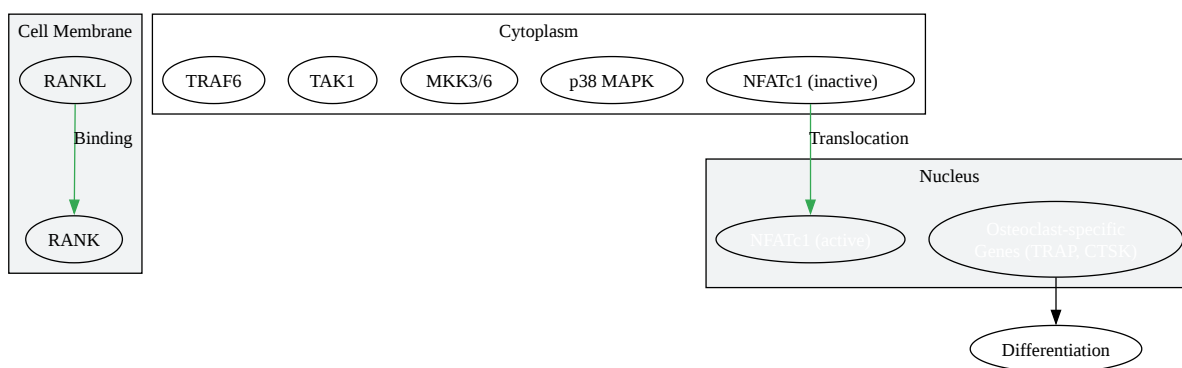 Cell Membrane
RANKL
Binding
RANK
Cytoplasm
TRAF6
TAK1
MKK3/6
p38 MAPK
NFATc1 (inactive)
Translocation
Nucleus
NFATc1 (active)
Osteoclast-specific
Genes (TRAP, CTSK)
Differentiation